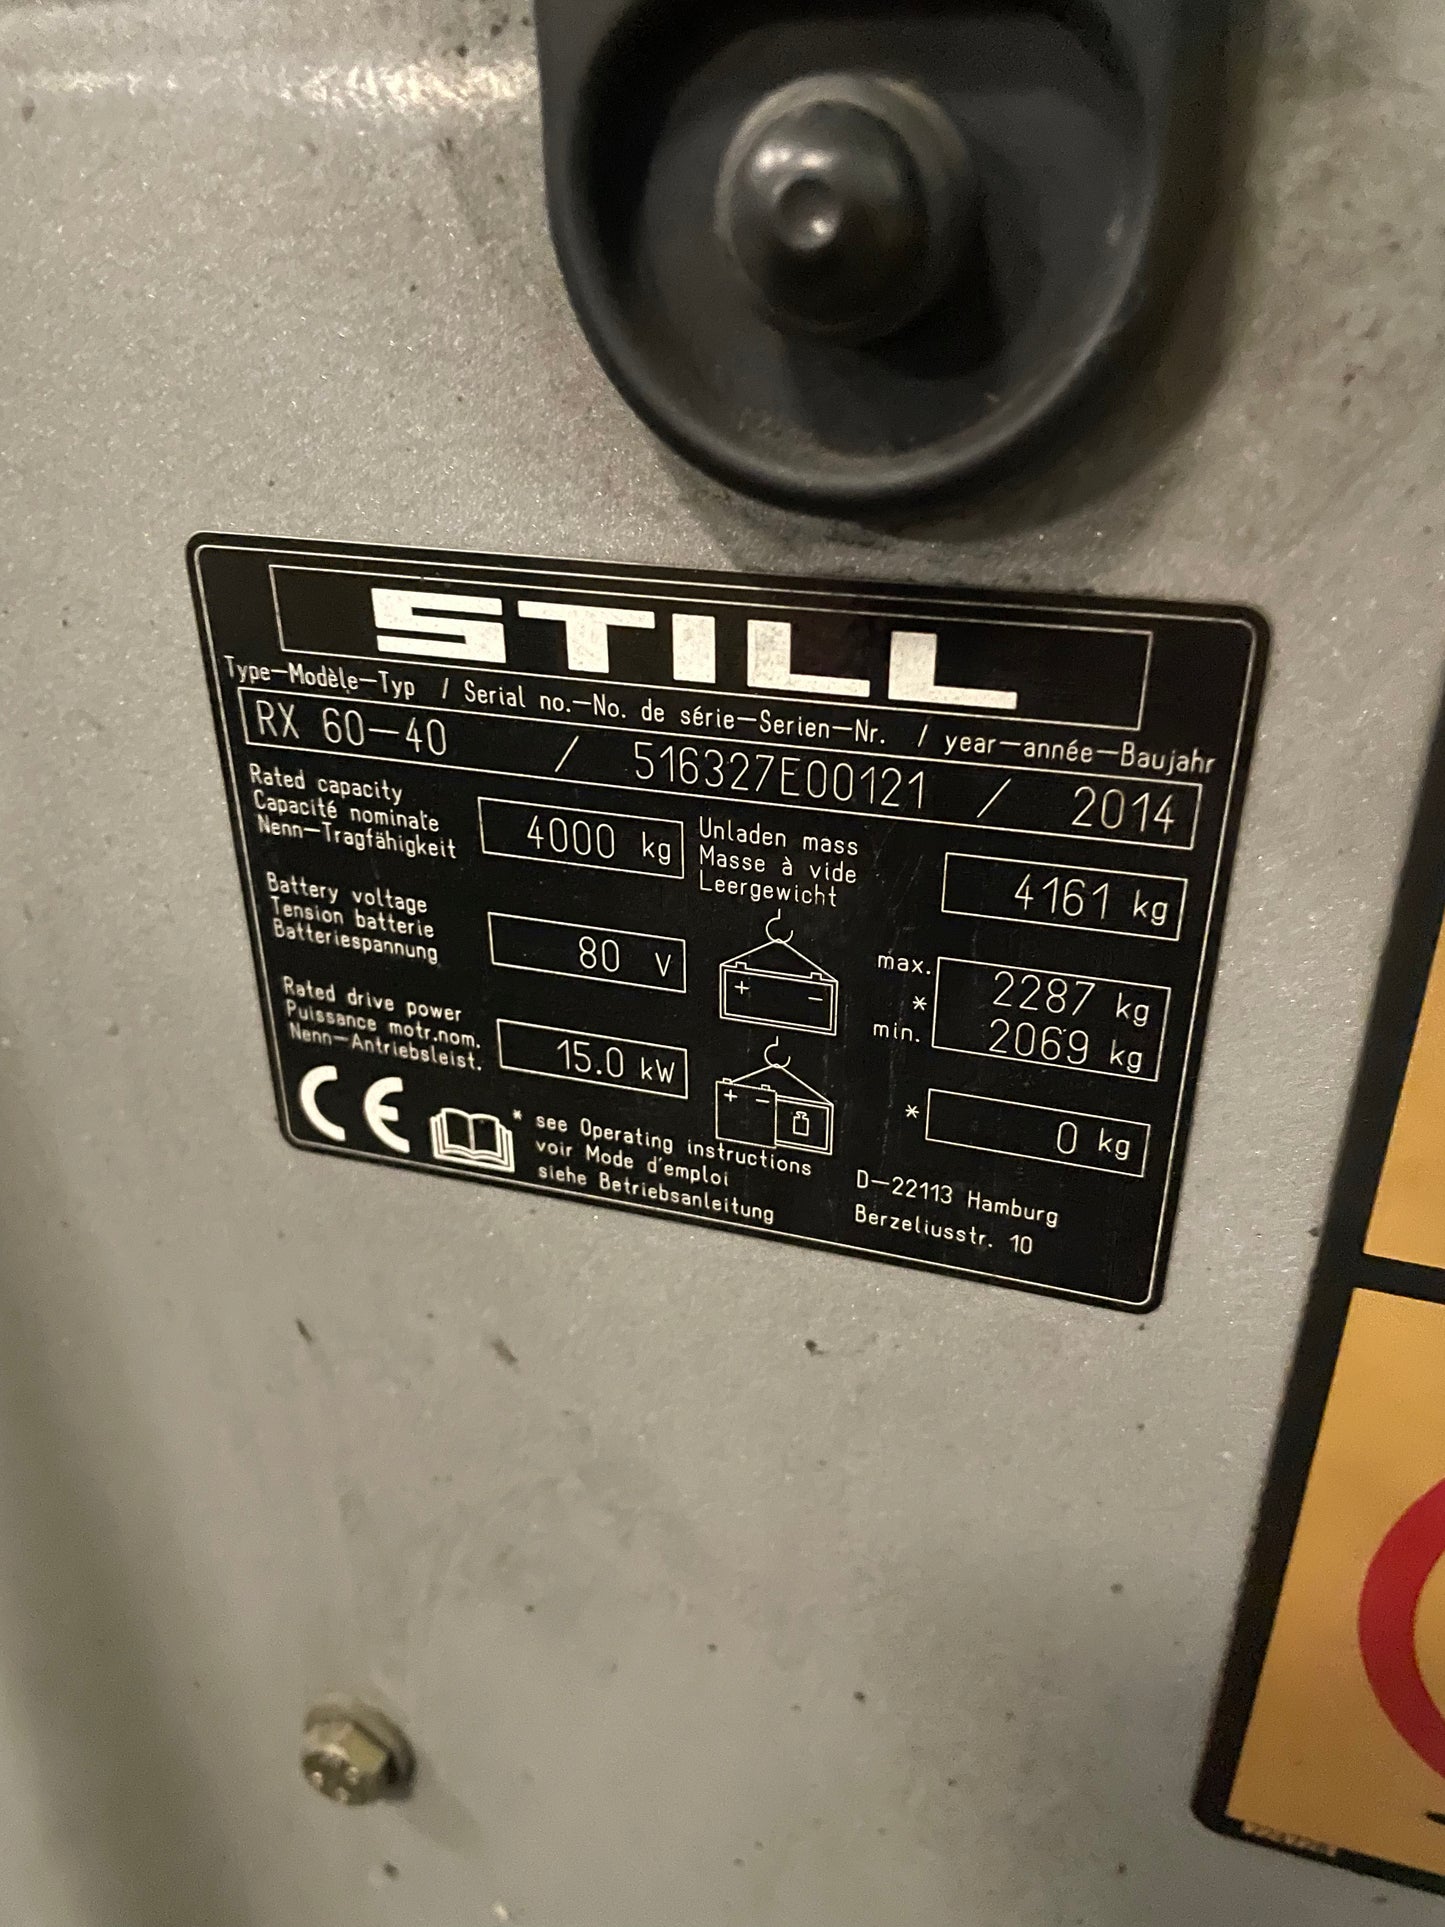 STILL
Type-Modèle-Typ / Serial no.-No. de série-Serien-Nr. / year-année-Baujahr
RX 60-40 / 516327E00121 / 2014
Rated capacity
Capacité nominale
Nenn-Tragfähigkeit
4000 kg
Unladen mass
Masse à vide
Leergewicht
4161 kg
Battery voltage
Tension batterie
Batteriespannung
80 V
+ -
max. 2287 kg
*
min. 2069 kg
Rated drive power
Puissance motr.nom.
Nenn-Antriebsleist.
15.0 kW
+ -
* 0 kg
CE
* see Operating instructions
voir Mode d'emploi
siehe Betriebsanleitung
D-22113 Hamburg
Berzeliusstr. 10